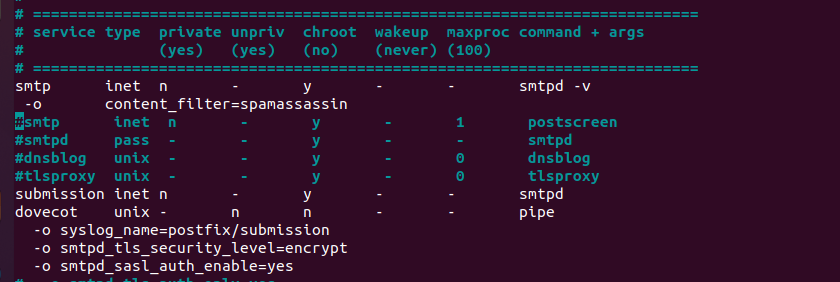 #
# ==========================================================================
# service type  private unpriv  chroot  wakeup  maxproc command + args
#               (yes)   (yes)   (no)    (never) (100)
# ==========================================================================
smtp      inet  n       -       y       -       -       smtpd -v
 -o       content_filter=spamassassin
#smtp      inet  n       -       y       -       1       postscreen
#smtpd     pass  -       -       y       -       -       smtpd
#dnsblog   unix  -       -       y       -       0       dnsblog
#tlsproxy  unix  -       -       y       -       0       tlsproxy
submission inet n       -       y       -       -       smtpd
dovecot    unix -       n       n       -       -       pipe
  -o syslog_name=postfix/submission
  -o smtpd_tls_security_level=encrypt
  -o smtpd_sasl_auth_enable=yes